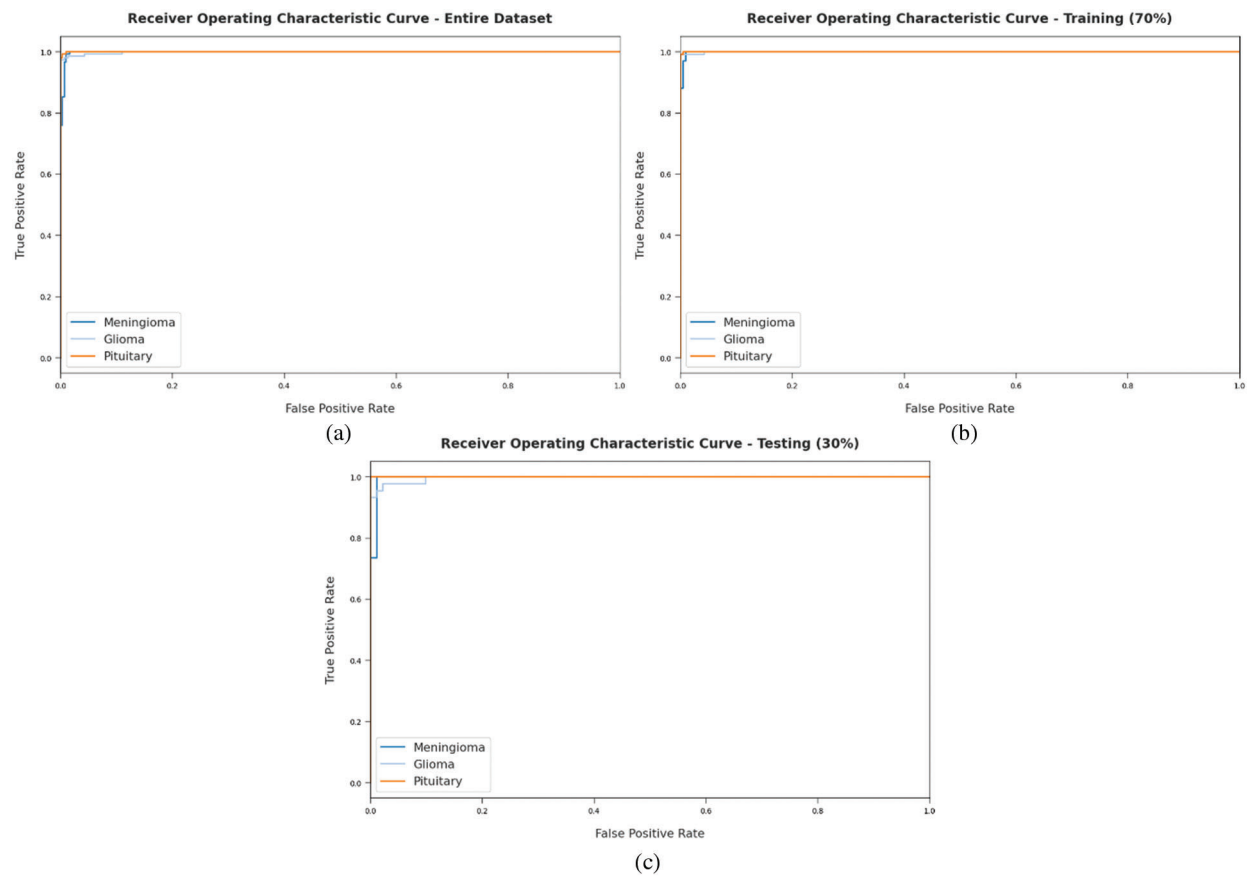 Receiver Operating Characteristic Curve - Entire Dataset
1.0
0.8
0.6
0.4
0.2
0.0
True Positive Rate
Meningioma
Glioma
Pituitary
0.0 0.2 0.4 0.6 0.8 1.0
False Positive Rate
(a)
Receiver Operating Characteristic Curve - Training (70%)
1.0
0.8
0.6
0.4
0.2
0.0
True Positive Rate
Meningioma
Glioma
Pituitary
0.0 0.2 0.4 0.6 0.8 1.0
False Positive Rate
(b)
Receiver Operating Characteristic Curve - Testing (30%)
1.0
0.8
0.6
0.4
0.2
0.0
True Positive Rate
Meningioma
Glioma
Pituitary
0.0 0.2 0.4 0.6 0.8 1.0
False Positive Rate
(c)